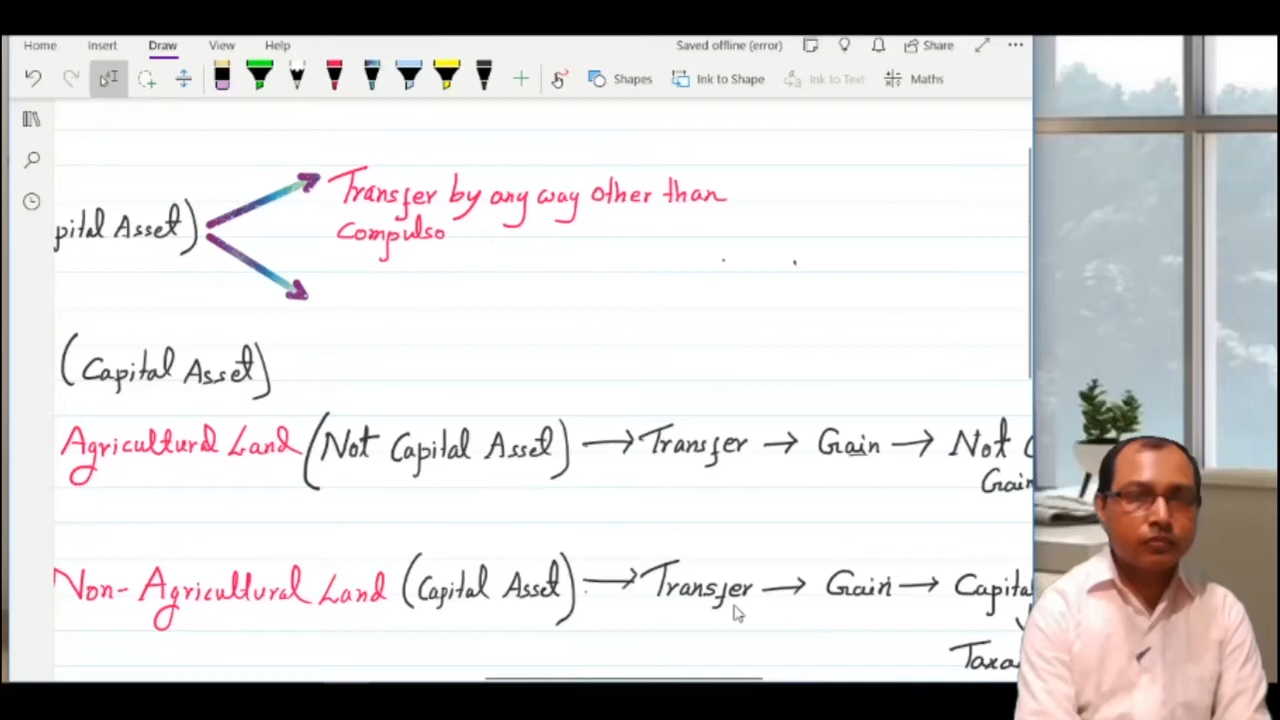 Home Insert Draw View Help Saved offline (error) Share
Shapes Ink to Shape Ink to Text Maths
Transfer by any way other than
pital Asset) compulso
(Capital Asset)
Agricultural Land (Not Capital Asset) → Transfer → Gain → Not C
Gain
Non-Agricultural Land (Capital Asset) → Transfer → Gain → Capita
Taxa